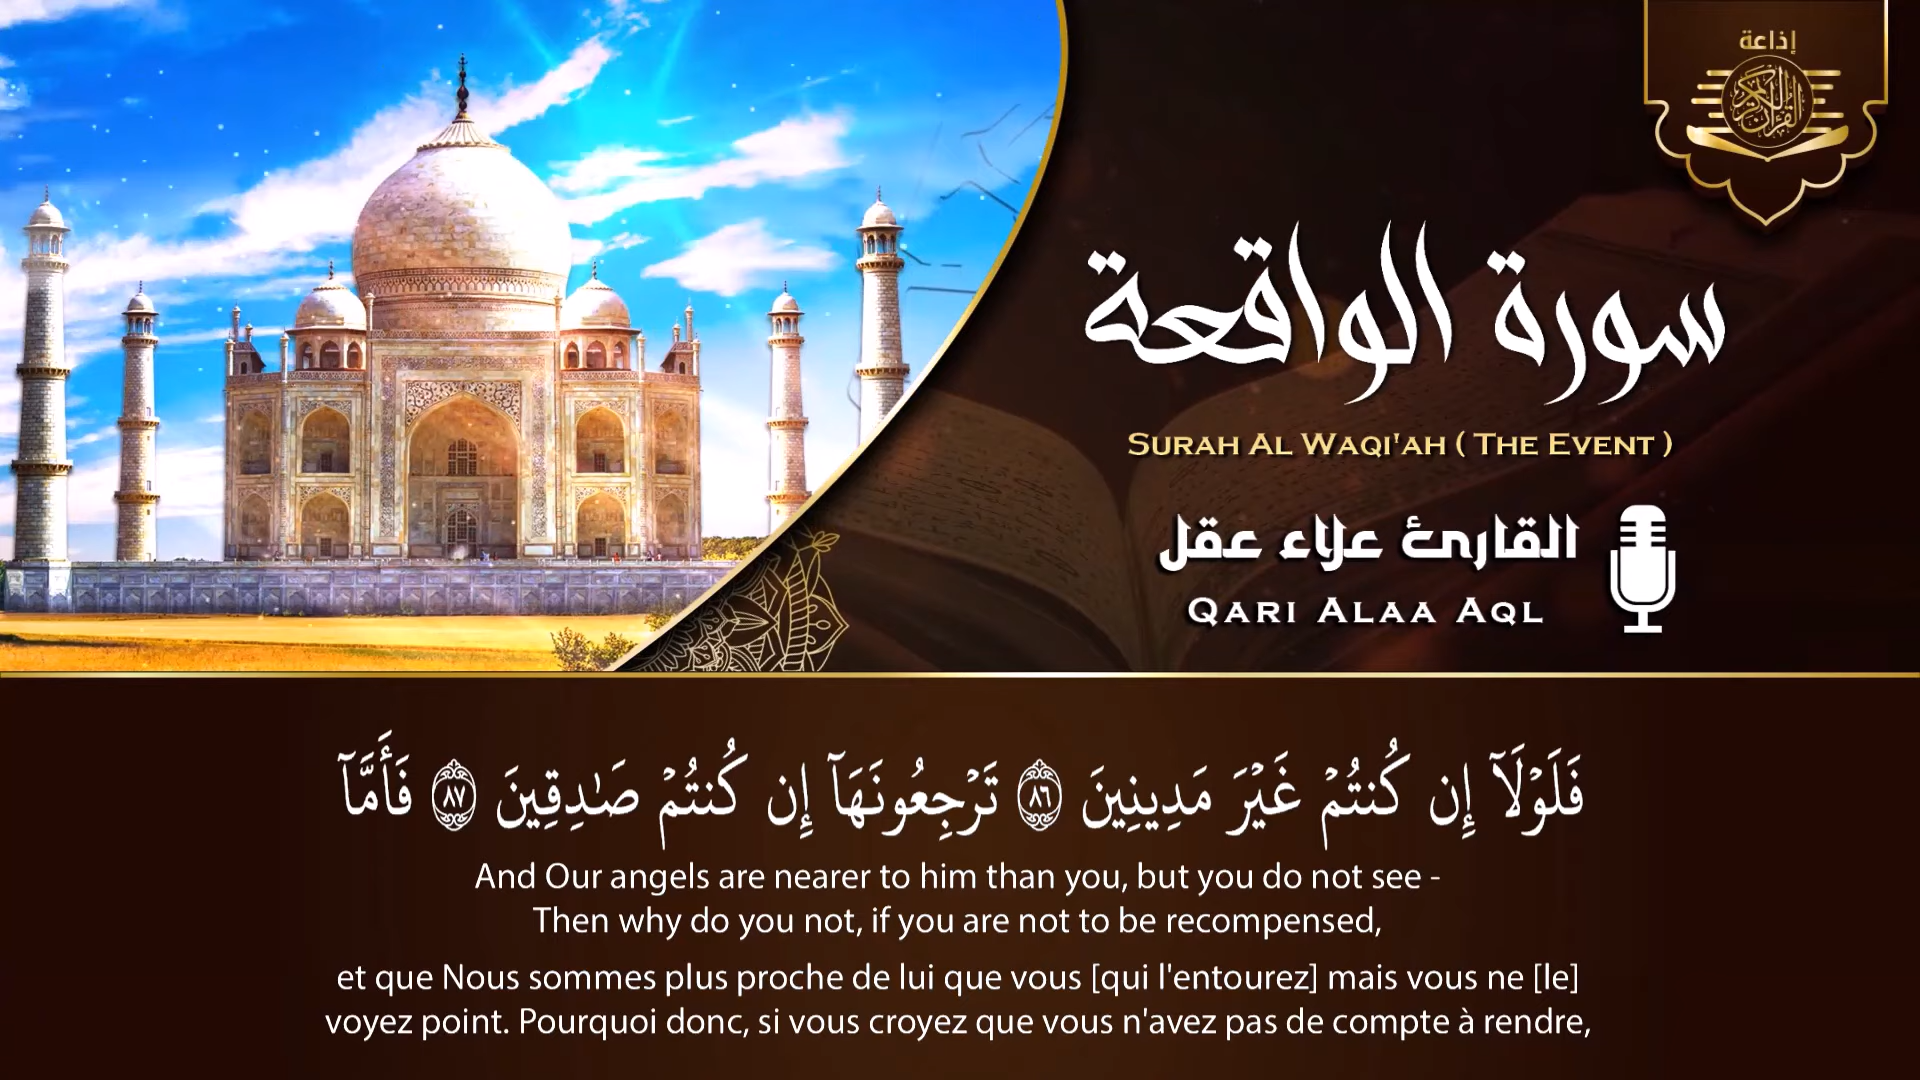 إذاعة
القرآن الكريم
سورة الواقعة
SURAH AL WAQI'AH ( THE EVENT )
القارئ علاء عقل
QARI ALAA AQL
فَلَوْلَآ إِن كُنتُمْ غَيْرَ مَدِينِينَ ٨٦ تَرْجِعُونَهَآ إِن كُنتُمْ صَـٰدِقِينَ ٨٧ فَأَمَّآ
And Our angels are nearer to him than you, but you do not see -
Then why do you not, if you are not to be recompensed,
et que Nous sommes plus proche de lui que vous [qui l'entourez] mais vous ne [le]
voyez point. Pourquoi donc, si vous croyez que vous n'avez pas de compte à rendre,